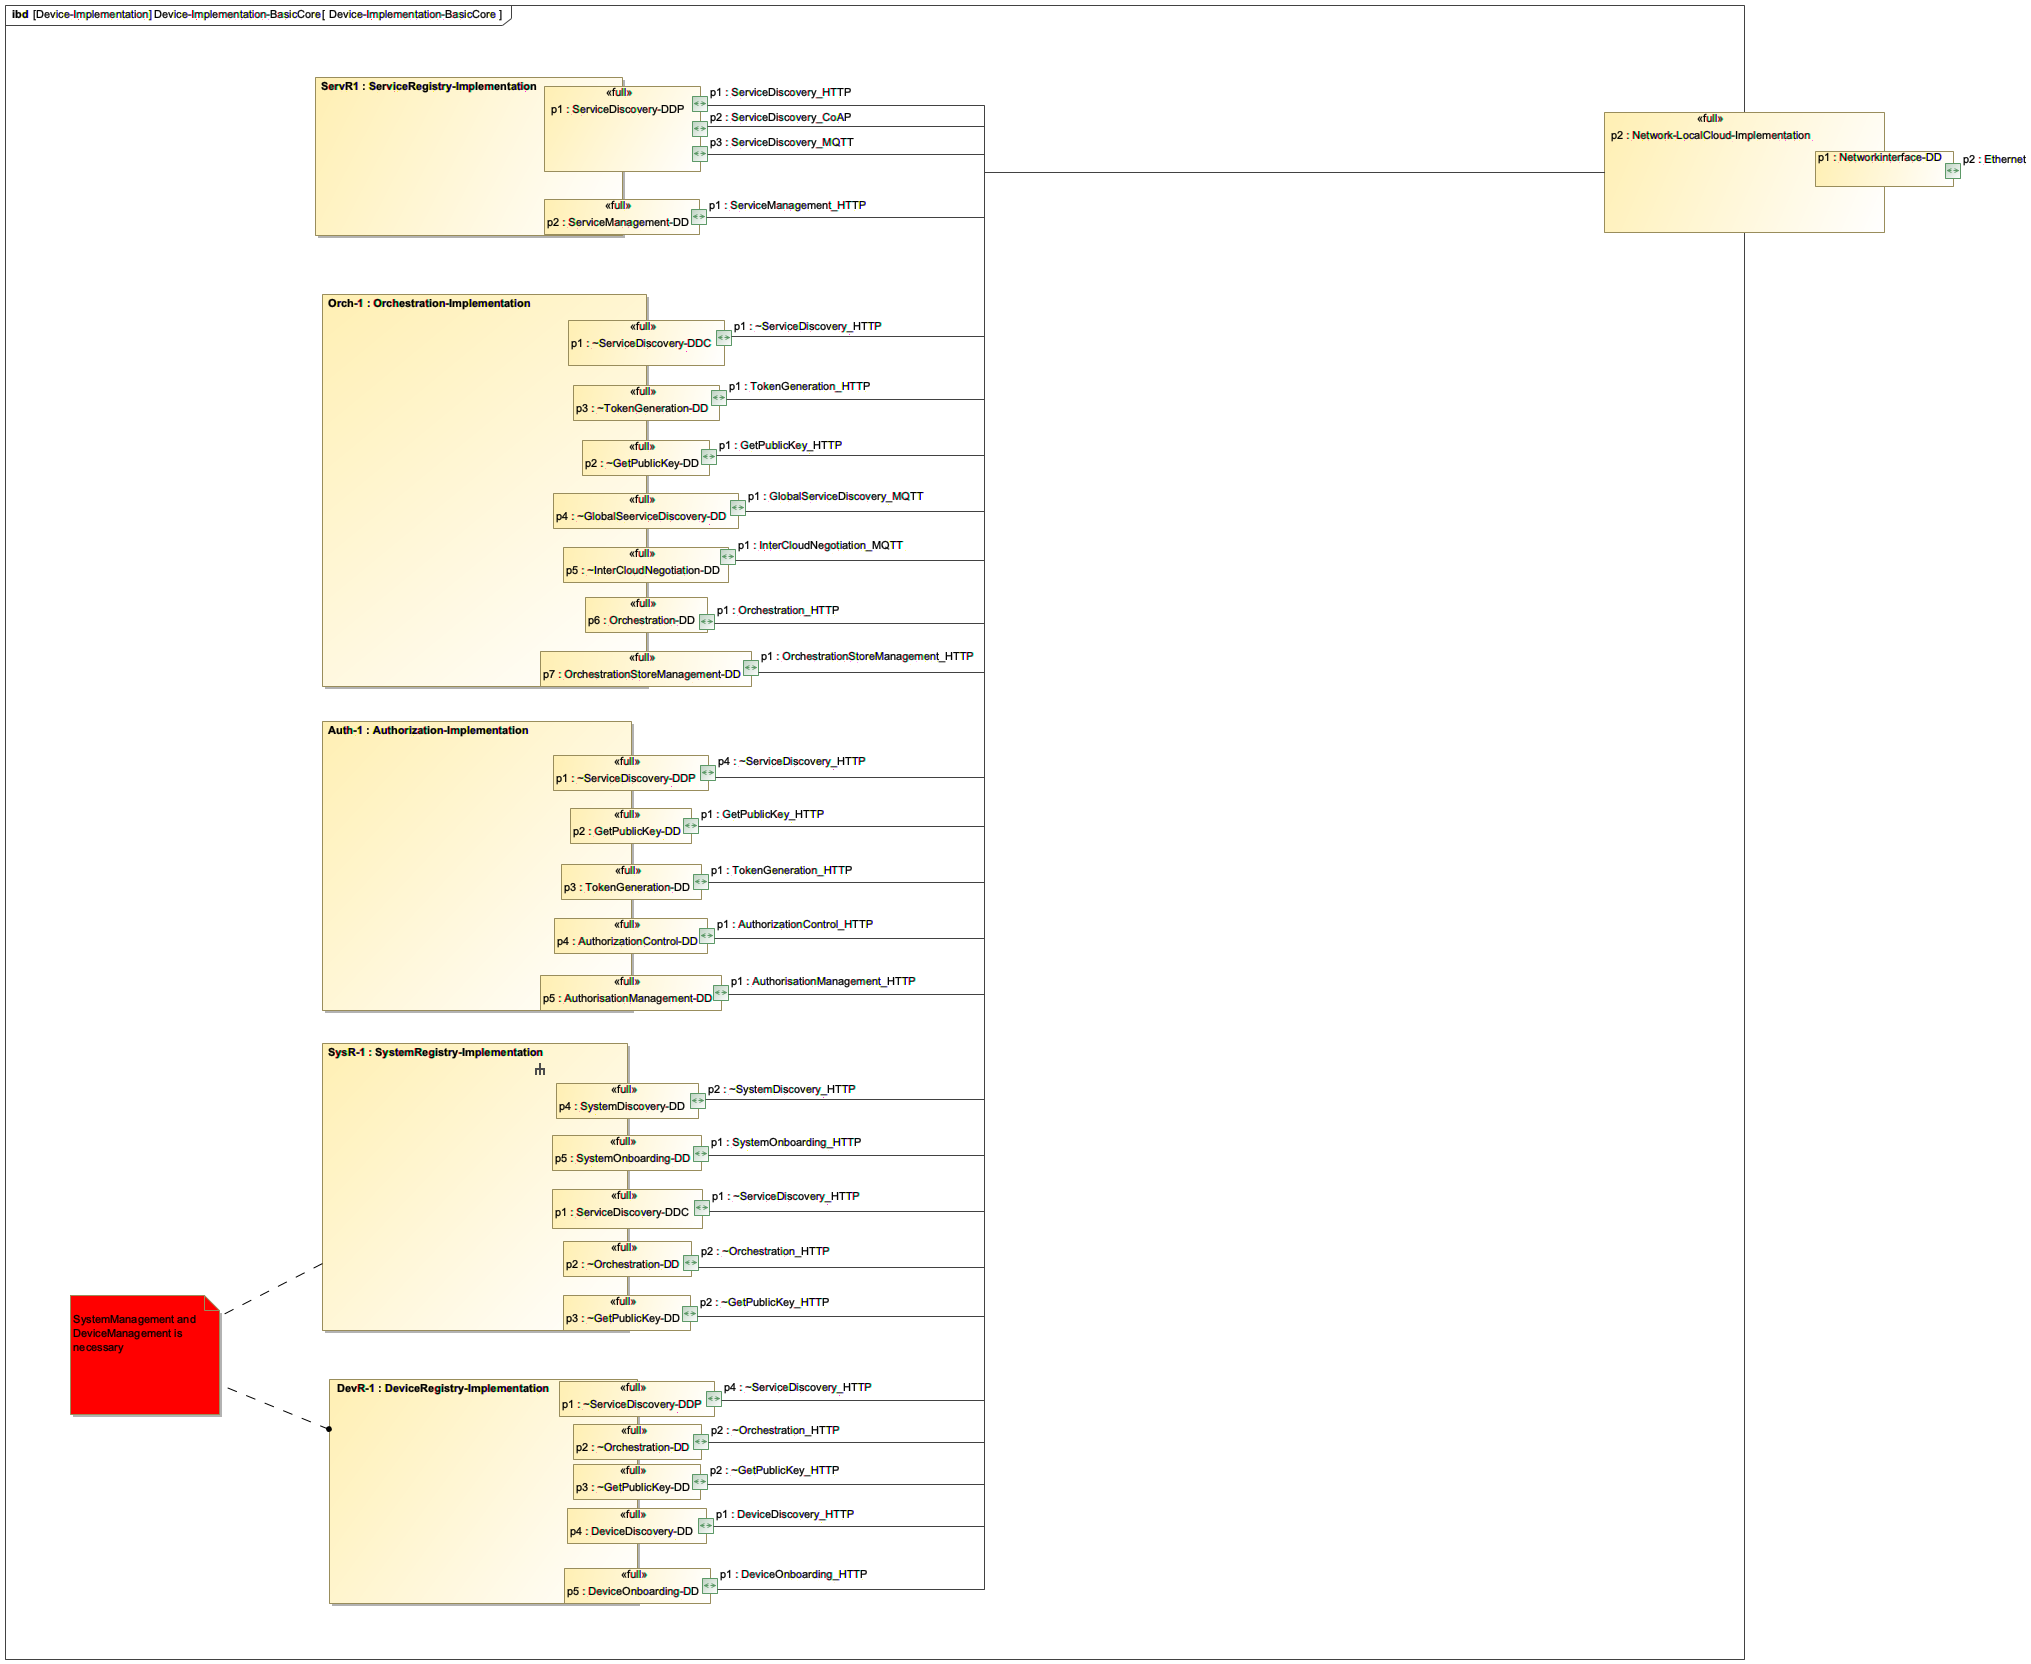 ibd [Device-Implementation] Device-Implementation-BasicCore[ Device-Implementation-BasicCore ]
ServR1 : ServiceRegistry-Implementation
«full»
p1 : ServiceDiscovery-DDP
p1 : ServiceDiscovery_HTTP
p2 : ServiceDiscovery_CoAP
p3 : ServiceDiscovery_MQTT
«full»
p2 : ServiceManagement-DD
p1 : ServiceManagement_HTTP
«full»
p2 : Network-LocalCloud-Implementation
p1 : Networkinterface-DD
p2 : Ethernet
Orch-1 : Orchestration-Implementation
«full»
p1 : ~ServiceDiscovery-DDC
p1 : ~ServiceDiscovery_HTTP
«full»
p3 : ~TokenGeneration-DD
p1 : TokenGeneration_HTTP
«full»
p2 : ~GetPublicKey-DD
p1 : GetPublicKey_HTTP
«full»
p4 : ~GlobalSeerviceDiscovery-DD
p1 : GlobalServiceDiscovery_MQTT
«full»
p5 : ~InterCloudNegotiation-DD
p1 : InterCloudNegotiation_MQTT
«full»
p6 : Orchestration-DD
p1 : Orchestration_HTTP
«full»
p7 : OrchestrationStoreManagement-DD
p1 : OrchestrationStoreManagement_HTTP
Auth-1 : Authorization-Implementation
«full»
p1 : ~ServiceDiscovery-DDP
p4 : ~ServiceDiscovery_HTTP
«full»
p2 : GetPublicKey-DD
p1 : GetPublicKey_HTTP
«full»
p3 : TokenGeneration-DD
p1 : TokenGeneration_HTTP
«full»
p4 : AuthorizationControl-DD
p1 : AuthorizationControl_HTTP
«full»
p5 : AuthorisationManagement-DD
p1 : AuthorisationManagement_HTTP
SysR-1 : SystemRegistry-Implementation
«full»
p4 : SystemDiscovery-DD
p2 : ~SystemDiscovery_HTTP
«full»
p5 : SystemOnboarding-DD
p1 : SystemOnboarding_HTTP
«full»
p1 : ServiceDiscovery-DDC
p1 : ~ServiceDiscovery_HTTP
«full»
p2 : ~Orchestration-DD
p2 : ~Orchestration_HTTP
«full»
p3 : ~GetPublicKey-DD
p2 : ~GetPublicKey_HTTP
SystemManagement and
DeviceManagement is
necessary
DevR-1 : DeviceRegistry-Implementation
«full»
p1 : ~ServiceDiscovery-DDP
p4 : ~ServiceDiscovery_HTTP
«full»
p2 : ~Orchestration-DD
p2 : ~Orchestration_HTTP
«full»
p3 : ~GetPublicKey-DD
p2 : ~GetPublicKey_HTTP
«full»
p4 : DeviceDiscovery-DD
p1 : DeviceDiscovery_HTTP
«full»
p5 : DeviceOnboarding-DD
p1 : DeviceOnboarding_HTTP